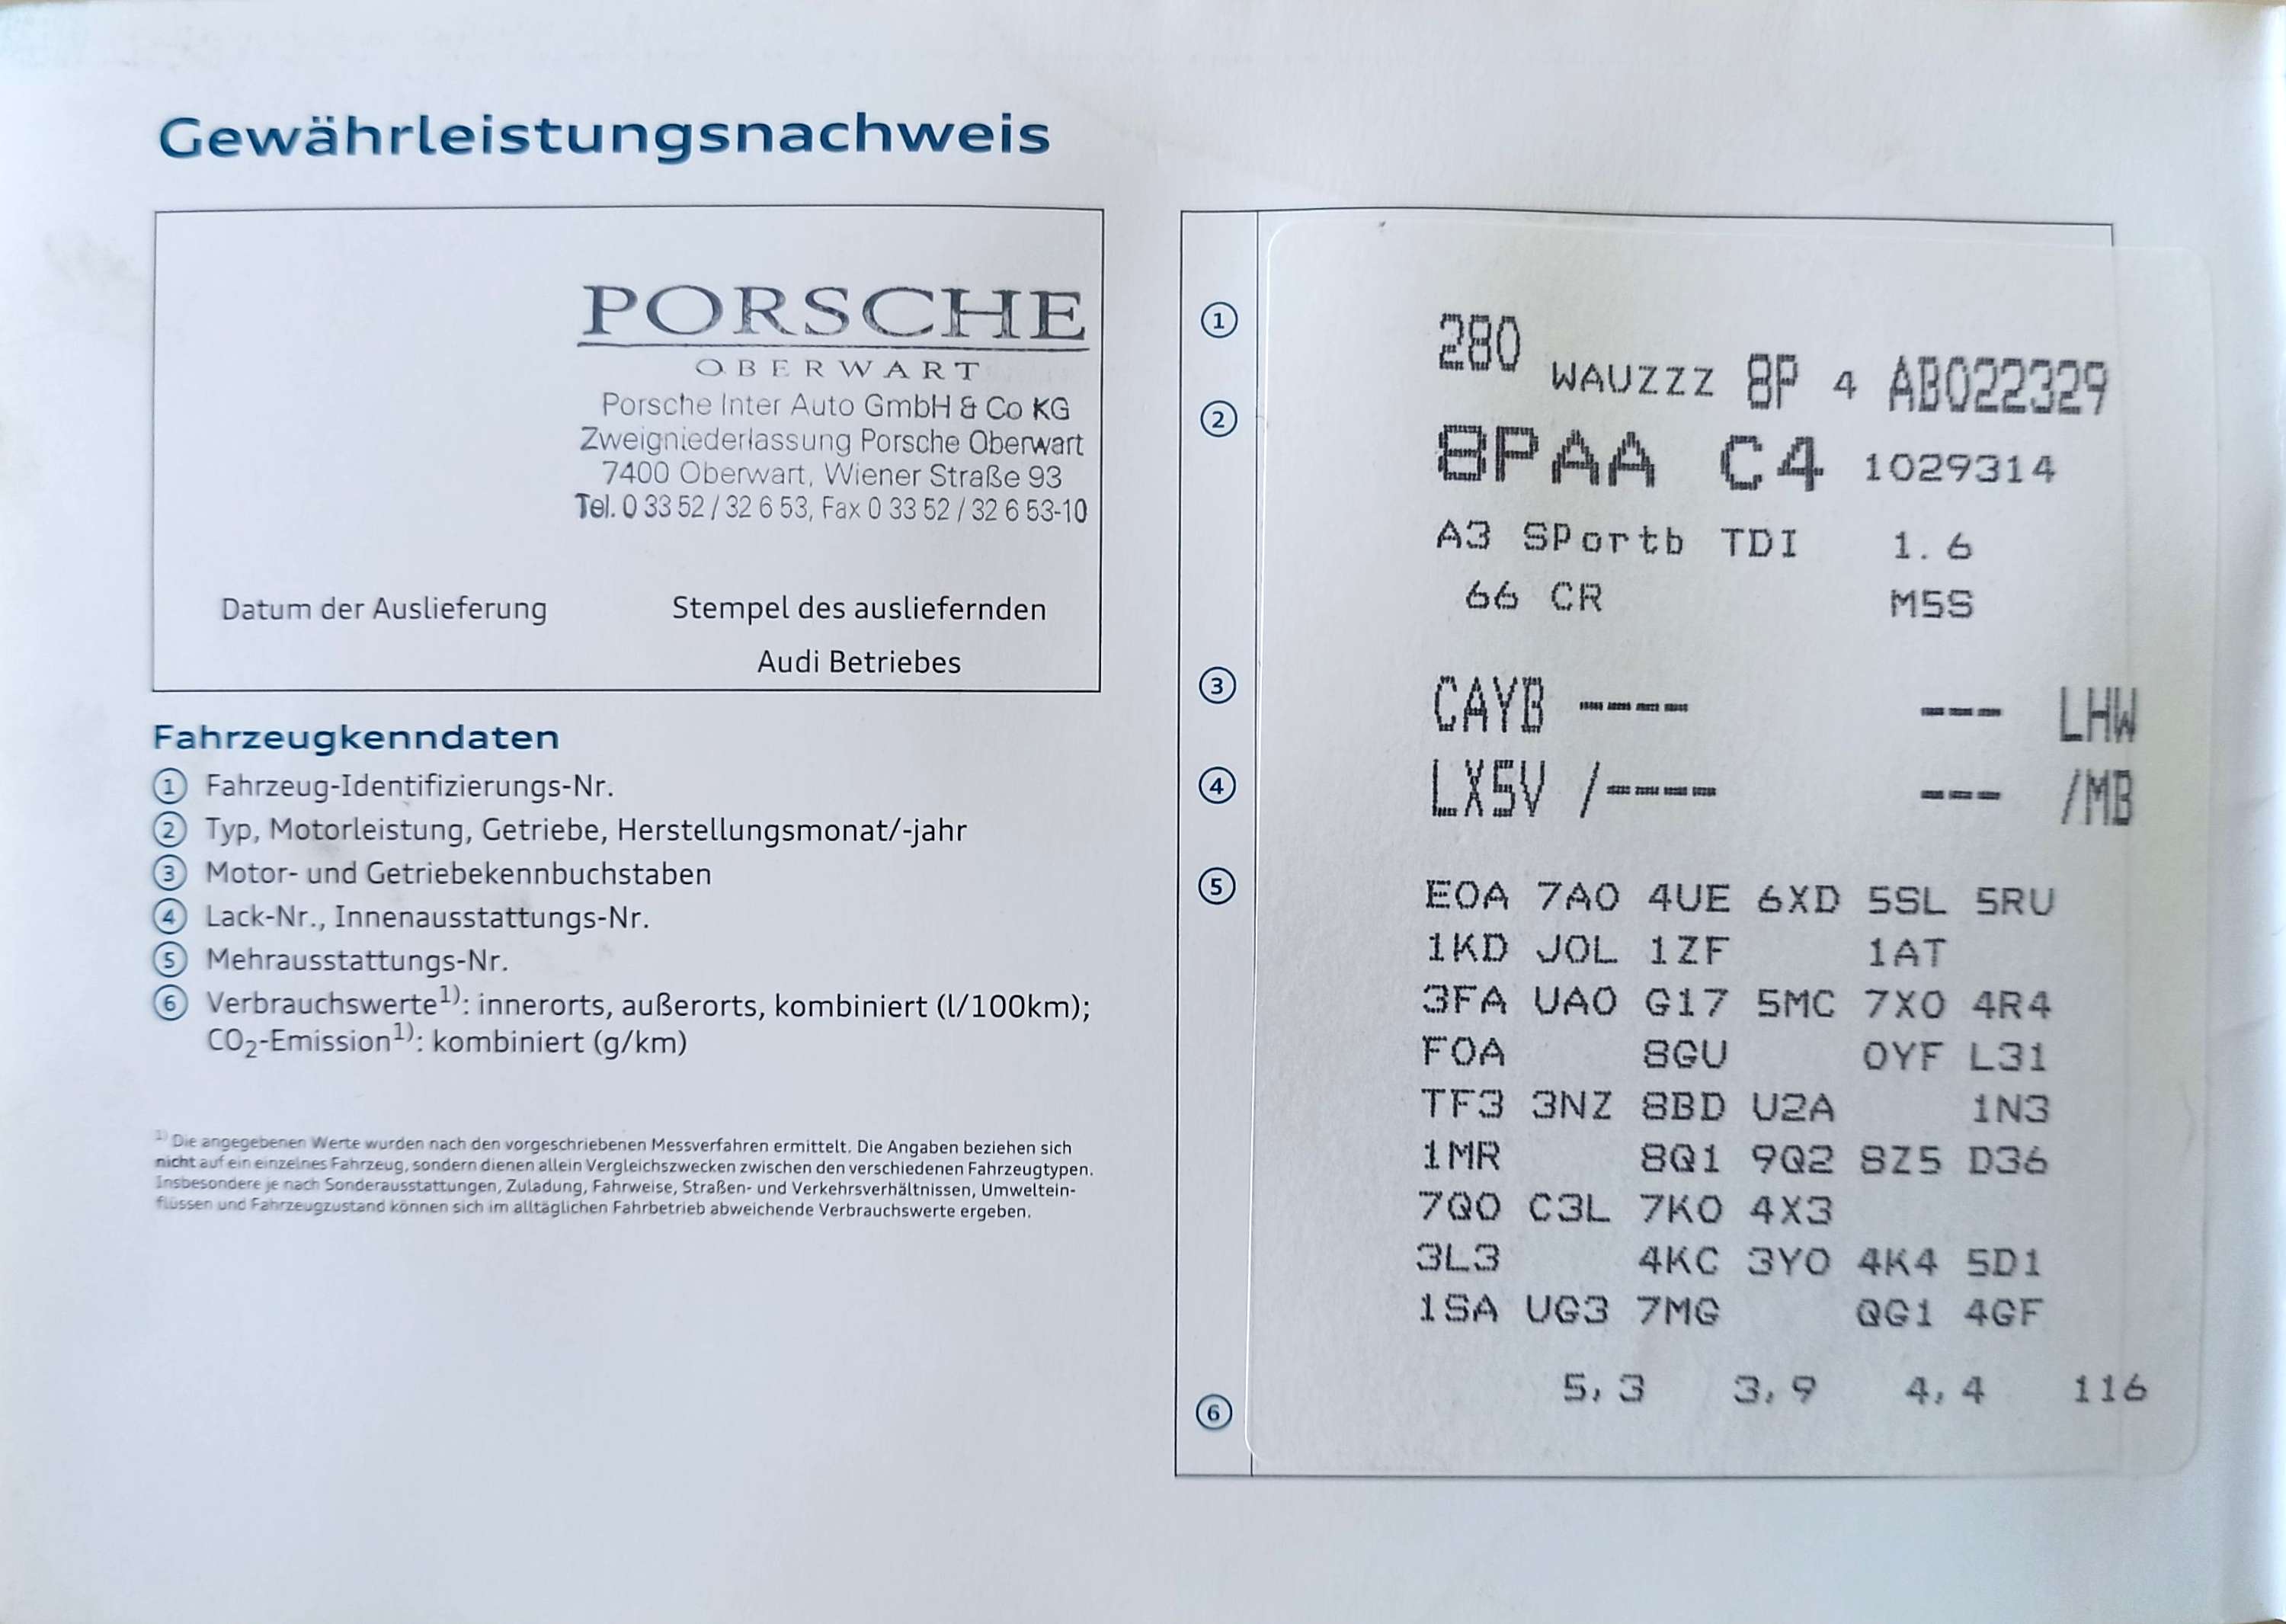 Gewährleistungsnachweis
PORSCHE
OBERWART
Porsche Inter Auto GmbH & Co KG
Zweigniederlassung Porsche Oberwart
7400 Oberwart, Wiener Straße 93
Tel. 0 33 52 / 32 6 53, Fax 0 33 52 / 32 6 53-10
Datum der Auslieferung
Stempel des ausliefernden
Audi Betriebes
Fahrzeugkenndaten
① Fahrzeug-Identifizierungs-Nr.
② Typ, Motorleistung, Getriebe, Herstellungsmonat/-jahr
③ Motor- und Getriebekennbuchstaben
④ Lack-Nr., Innenausstattungs-Nr.
⑤ Mehrausstattungs-Nr.
⑥ Verbrauchswerte¹⁾: innerorts, außerorts, kombiniert (l/100km);
CO₂-Emission¹⁾: kombiniert (g/km)
¹⁾ Die angegebenen Werte wurden nach den vorgeschriebenen Messverfahren ermittelt. Die Angaben beziehen sich
nicht auf ein einzelnes Fahrzeug, sondern dienen allein Vergleichszwecken zwischen den verschiedenen Fahrzeugtypen.
Insbesondere je nach Sonderausstattungen, Zuladung, Fahrweise, Straßen- und Verkehrsverhältnissen, Umweltein-
flüssen und Fahrzeugzustand können sich im alltäglichen Fahrbetrieb abweichende Verbrauchswerte ergeben.
① 280 WAUZZZ 8P 4 AB022329
② 8PAA C4 1029314
A3 SPortb TDI 1.6
66 CR M5S
③ CAYB ---- --- LHW
④ LX5V /---- --- /MB
⑤ E0A 7A0 4UE 6XD 5SL 5RU
1KD J0L 1ZF 1AT
3FA UA0 G17 5MC 7X0 4R4
F0A 8GU 0YF L31
TF3 3NZ 8BD U2A 1N3
1MR 8Q1 9Q2 8Z5 D36
7Q0 C3L 7K0 4X3
3L3 4KC 3Y0 4K4 5D1
1SA UG3 7MG QG1 4GF
⑥ 5,3 3,9 4,4 116